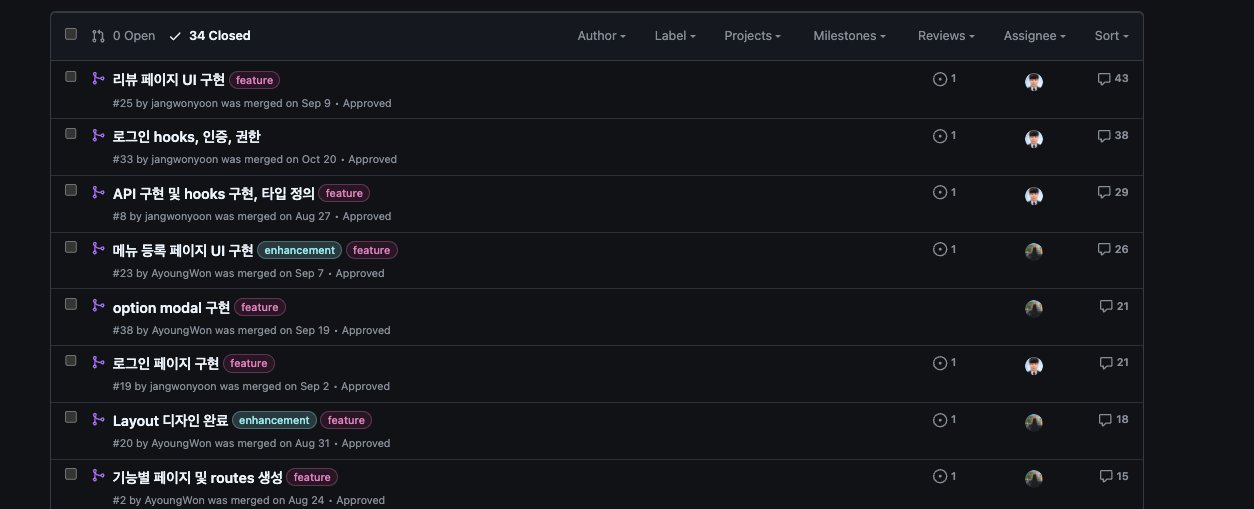 0 Open 34 Closed Author Label Projects Milestones Reviews Assignee Sort
리뷰 페이지 UI 구현 feature 1 43
#25 by jangwonyoon was merged on Sep 9 • Approved
로그인 hooks, 인증, 권한 1 38
#33 by jangwonyoon was merged on Oct 20 • Approved
API 구현 및 hooks 구현, 타입 정의 feature 1 29
#8 by jangwonyoon was merged on Aug 27 • Approved
메뉴 등록 페이지 UI 구현 enhancement feature 1 26
#23 by AyoungWon was merged on Sep 7 • Approved
option modal 구현 feature 21
#38 by AyoungWon was merged on Sep 19 • Approved
로그인 페이지 구현 feature 1 21
#19 by jangwonyoon was merged on Sep 2 • Approved
Layout 디자인 완료 enhancement feature 1 18
#20 by AyoungWon was merged on Aug 31 • Approved
기능별 페이지 및 routes 생성 feature 1 15
#2 by AyoungWon was merged on Aug 24 • Approved